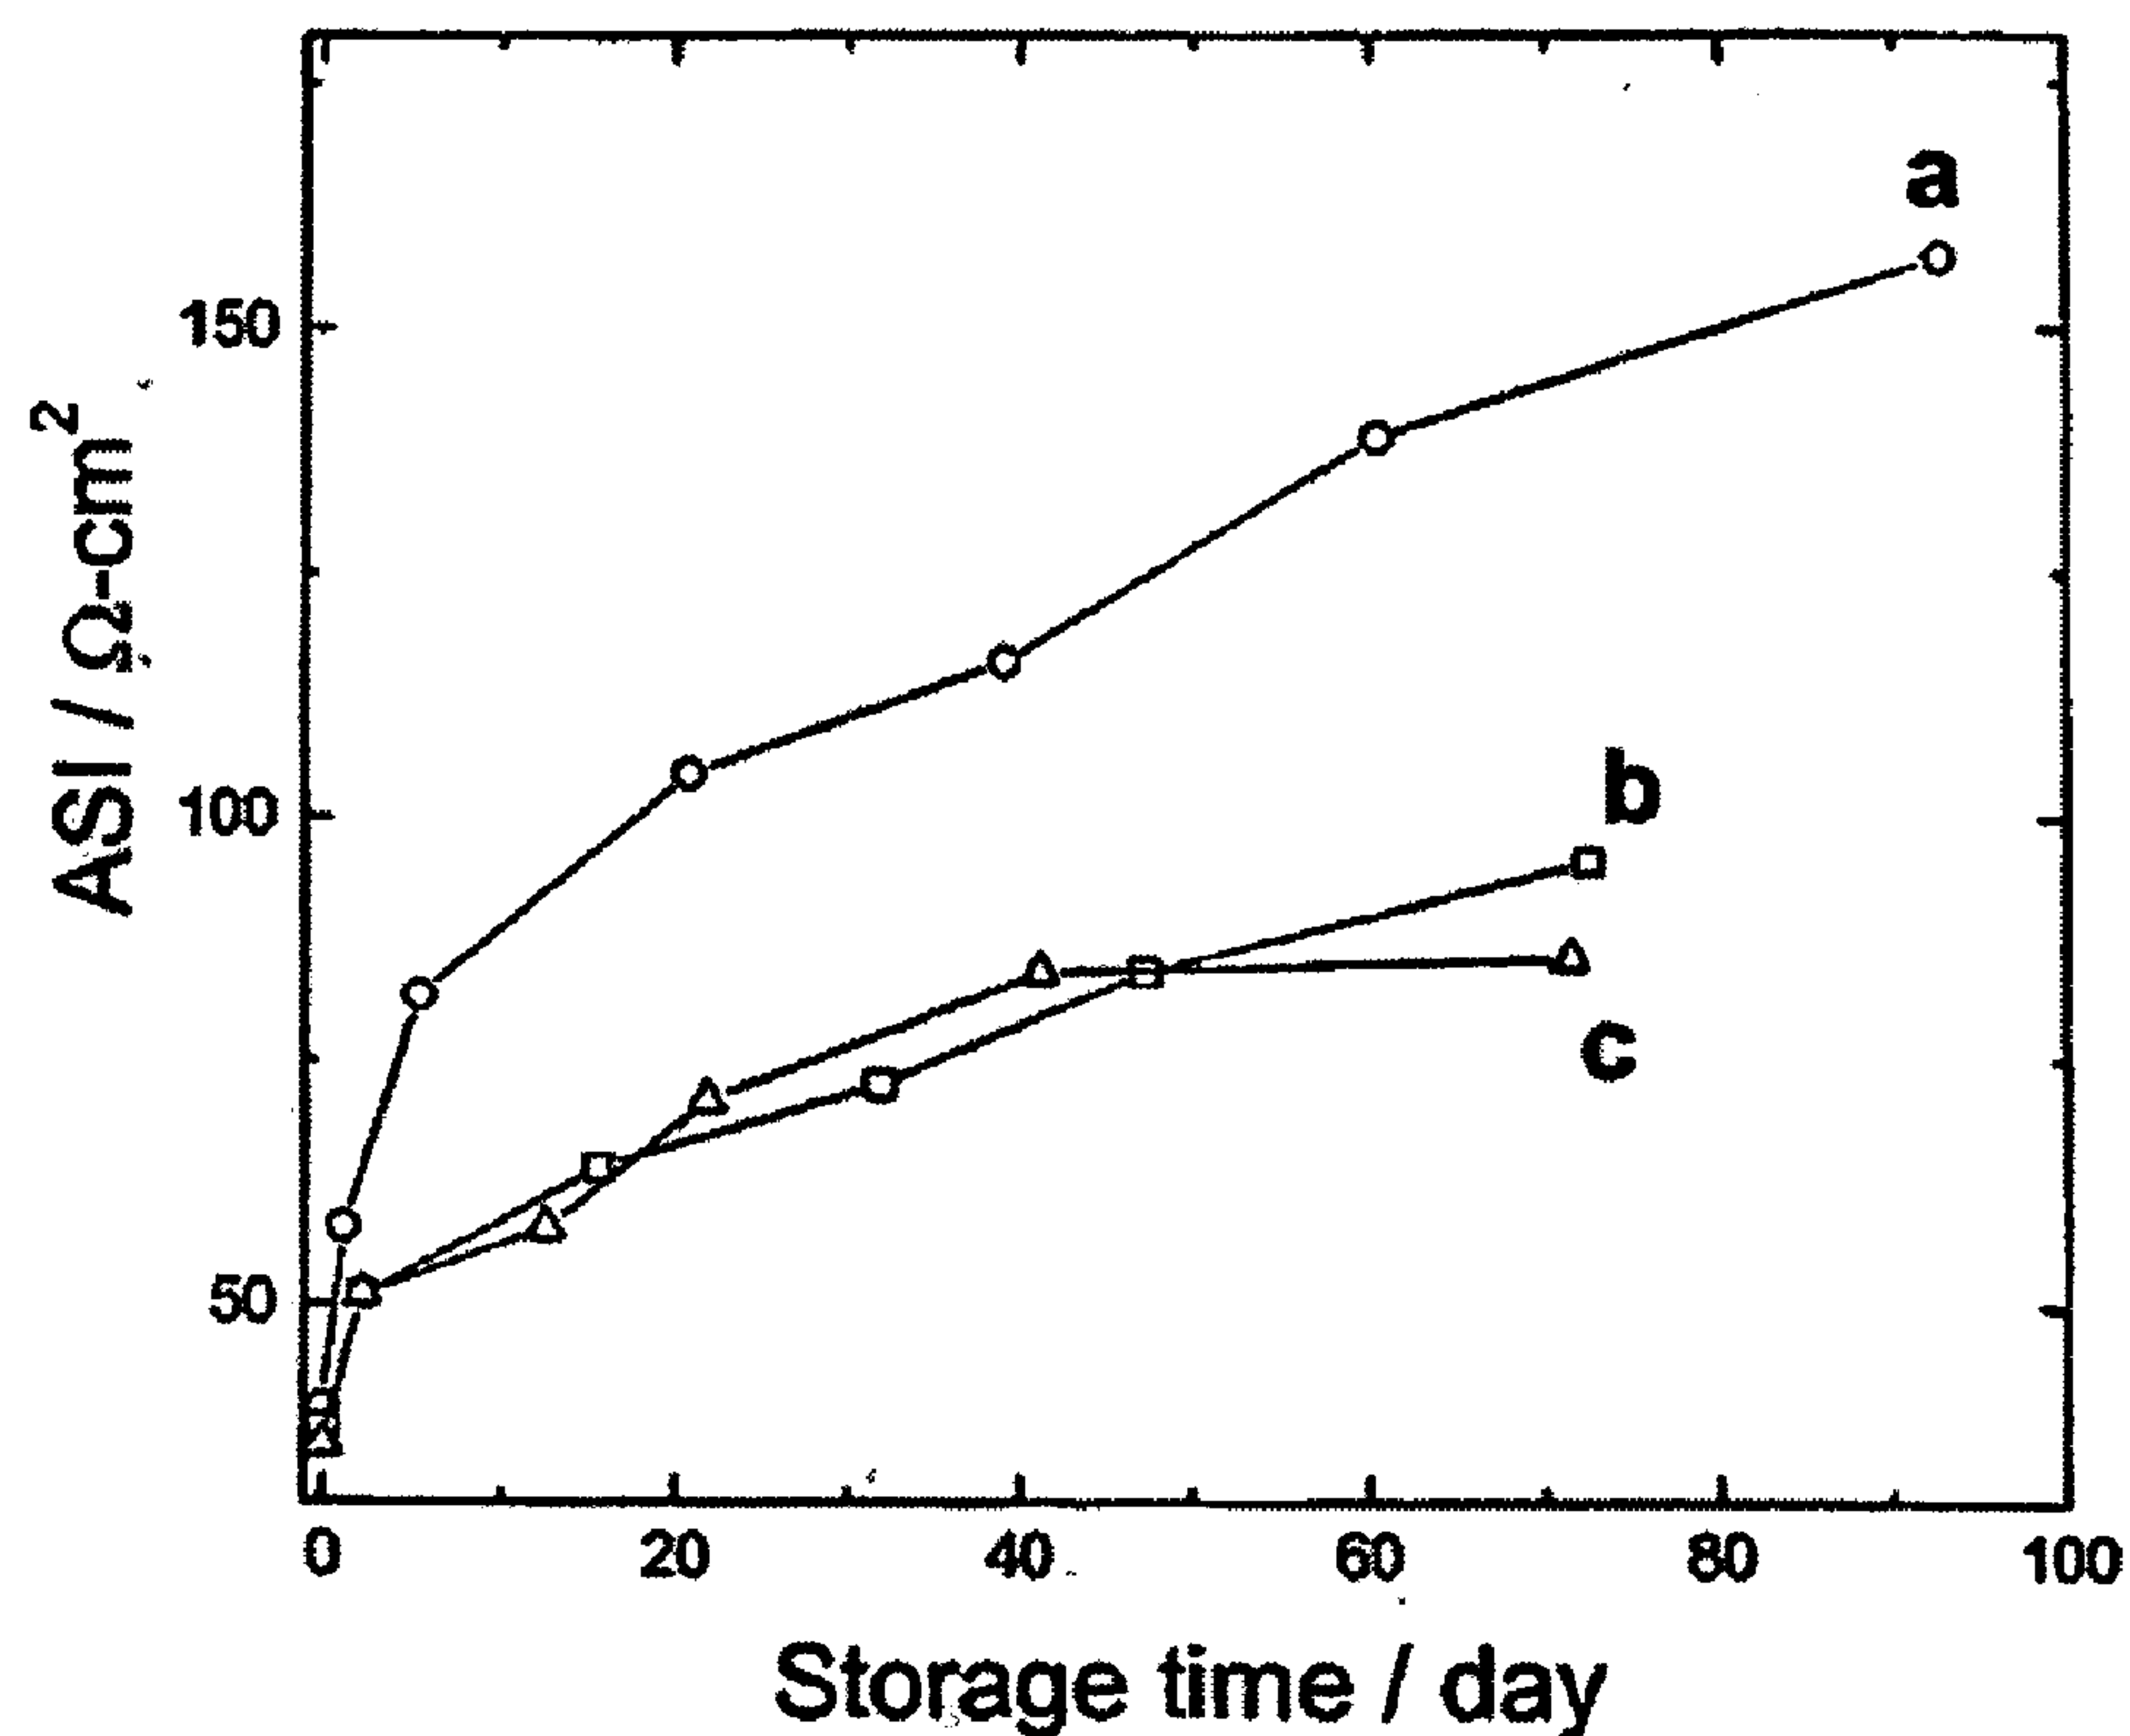 a
150
ASI / Ω-cm²
b
100
c
50
0 20 40 60 80 100
Storage time / day